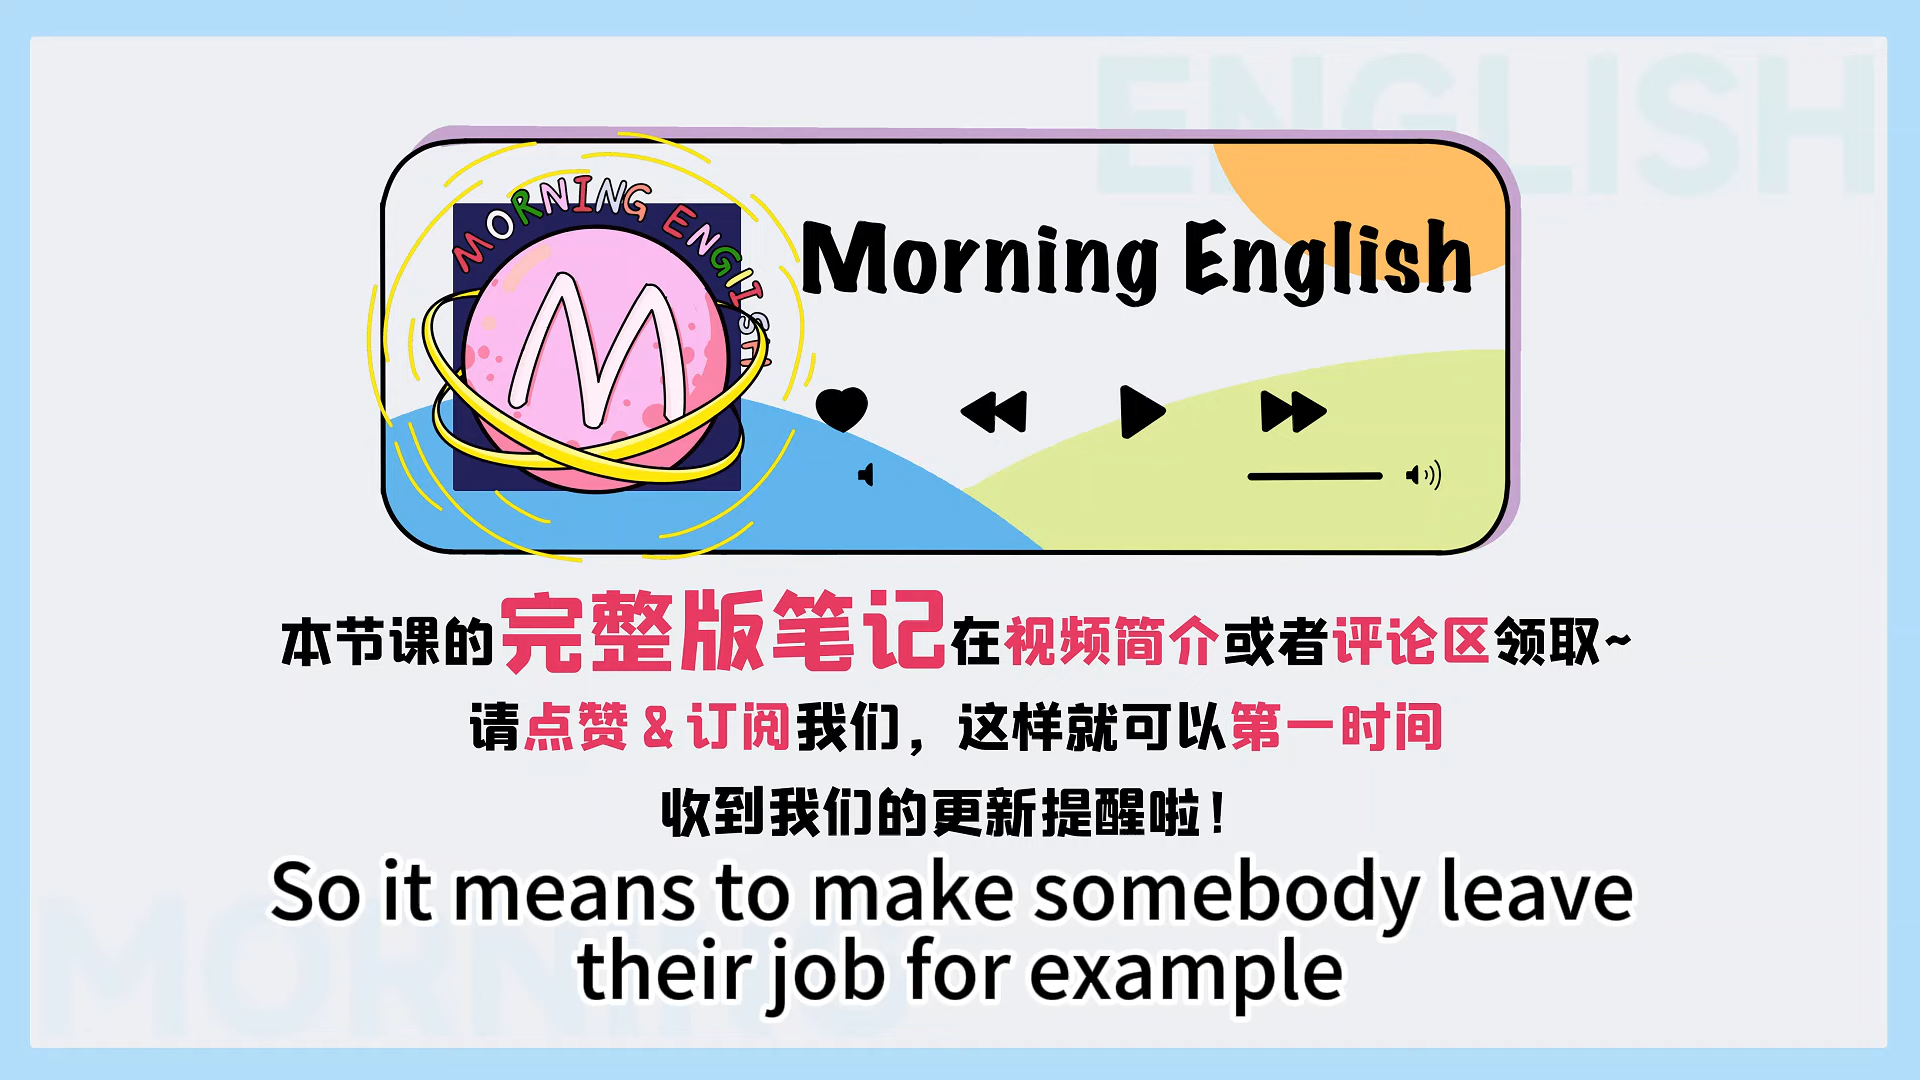 ENGLISH
MORNING ENGLISH
M
Morning English
本节课的完整版笔记在视频简介或者评论区领取~
请点赞&订阅我们，这样就可以第一时间
收到我们的更新提醒啦！
So it means to make somebody leave
their job for example
MORNING